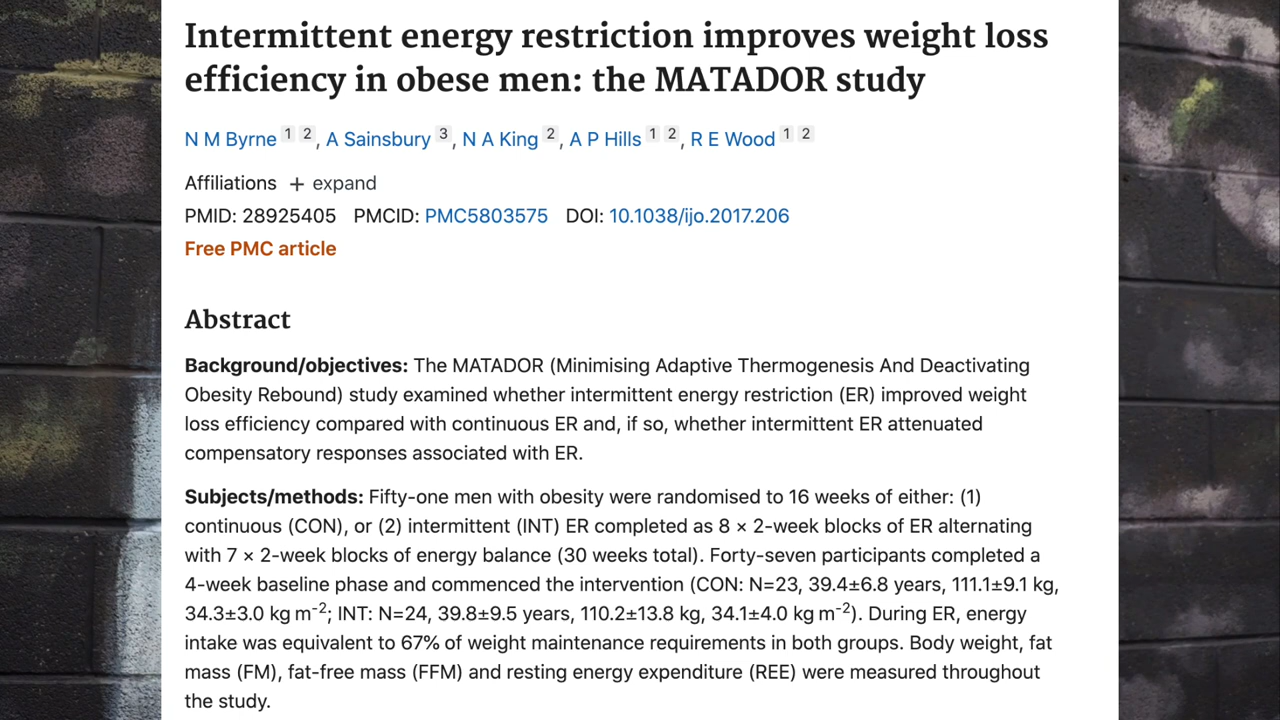 Intermittent energy restriction improves weight loss
efficiency in obese men: the MATADOR study
N M Byrne 1 2, A Sainsbury 3, N A King 2, A P Hills 1 2, R E Wood 1 2
Affiliations + expand
PMID: 28925405 PMCID: PMC5803575 DOI: 10.1038/ijo.2017.206
Free PMC article
Abstract
Background/objectives: The MATADOR (Minimising Adaptive Thermogenesis And Deactivating
Obesity Rebound) study examined whether intermittent energy restriction (ER) improved weight
loss efficiency compared with continuous ER and, if so, whether intermittent ER attenuated
compensatory responses associated with ER.
Subjects/methods: Fifty-one men with obesity were randomised to 16 weeks of either: (1)
continuous (CON), or (2) intermittent (INT) ER completed as 8 × 2-week blocks of ER alternating
with 7 × 2-week blocks of energy balance (30 weeks total). Forty-seven participants completed a
4-week baseline phase and commenced the intervention (CON: N=23, 39.4±6.8 years, 111.1±9.1 kg,
34.3±3.0 kg m-2; INT: N=24, 39.8±9.5 years, 110.2±13.8 kg, 34.1±4.0 kg m-2). During ER, energy
intake was equivalent to 67% of weight maintenance requirements in both groups. Body weight, fat
mass (FM), fat-free mass (FFM) and resting energy expenditure (REE) were measured throughout
the study.